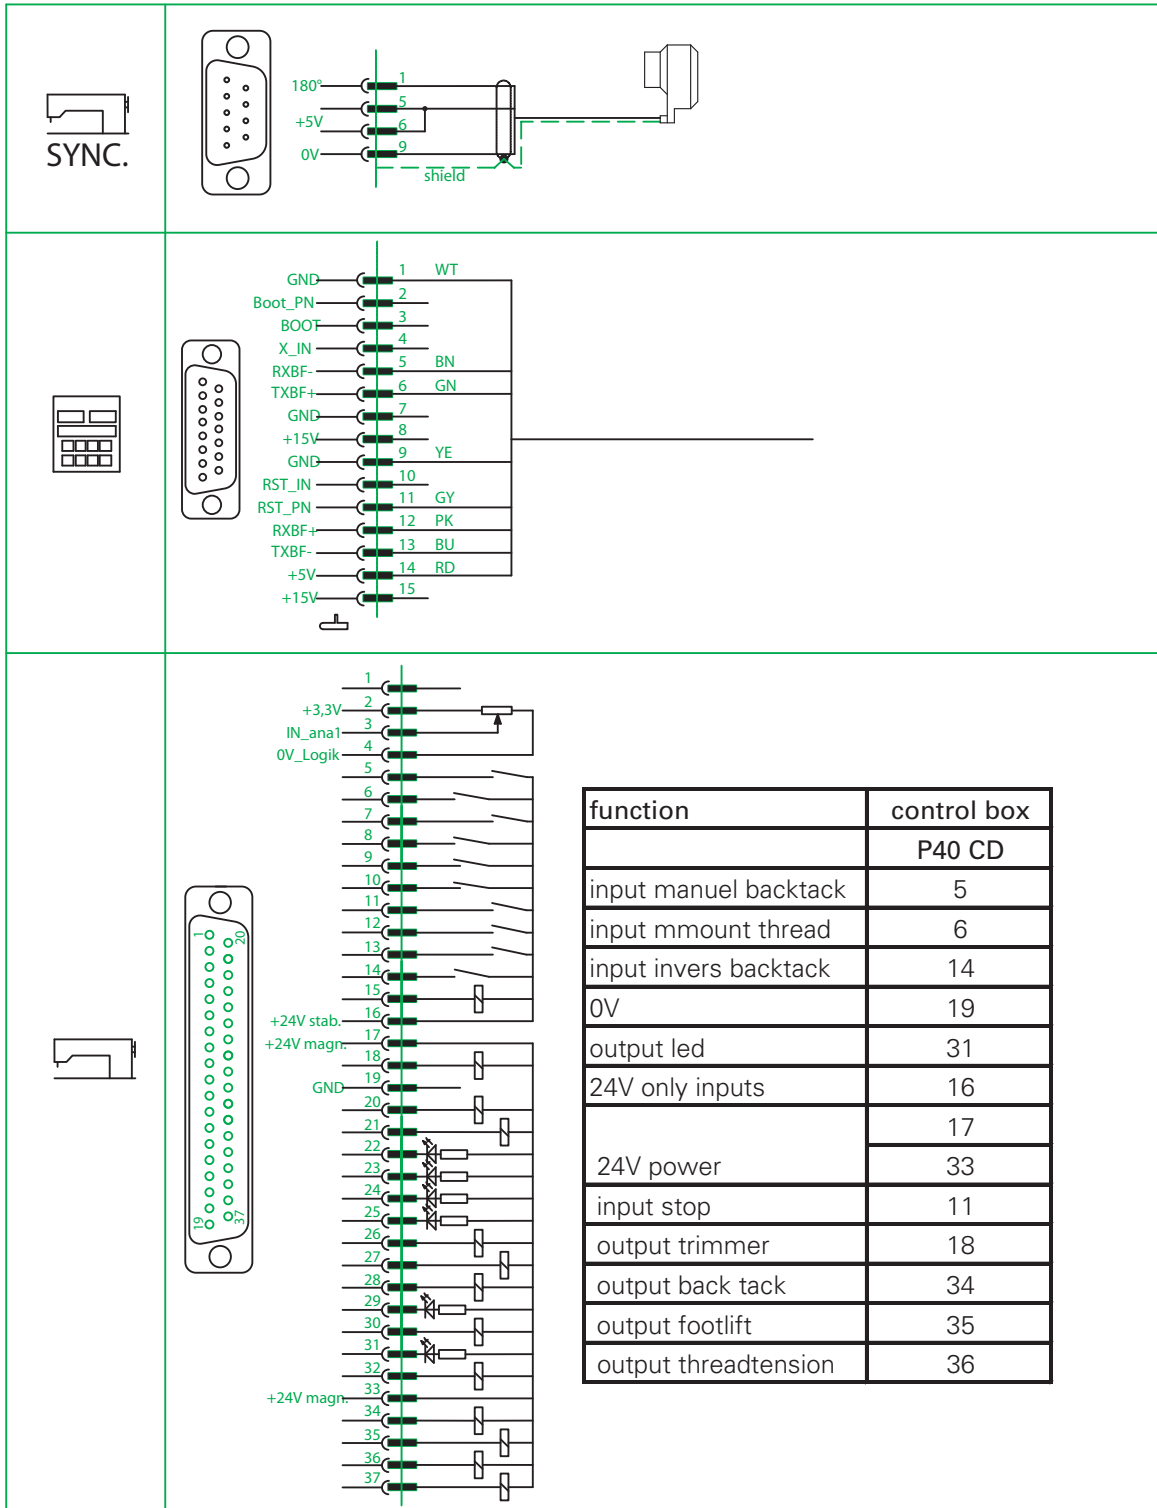 SYNC.
180° 1
5
+5V 6
0V 9
shield
GND 1 WT
Boot_PN 2
BOOT 3
X_IN 4
RXBF- 5 BN
TXBF+ 6 GN
GND 7
+15V 8
GND 9 YE
RST_IN 10
RST_PN 11 GY
RXBF+ 12 PK
TXBF- 13 BU
+5V 14 RD
+15V 15
1 20
19 37
1
+3,3V 2
IN_ana1 3
0V_Logik 4
5
6
7
8
9
10
11
12
13
14
15
+24V stab. 16
+24V magn. 17
18
GND 19
20
21
22
23
24
25
26
27
28
29
30
31
32
+24V magn. 33
34
35
36
37
function control box
P40 CD
input manuel backtack 5
input mmount thread 6
input invers backtack 14
0V 19
output led 31
24V only inputs 16
17
24V power 33
input stop 11
output trimmer 18
output back tack 34
output footlift 35
output threadtension 36